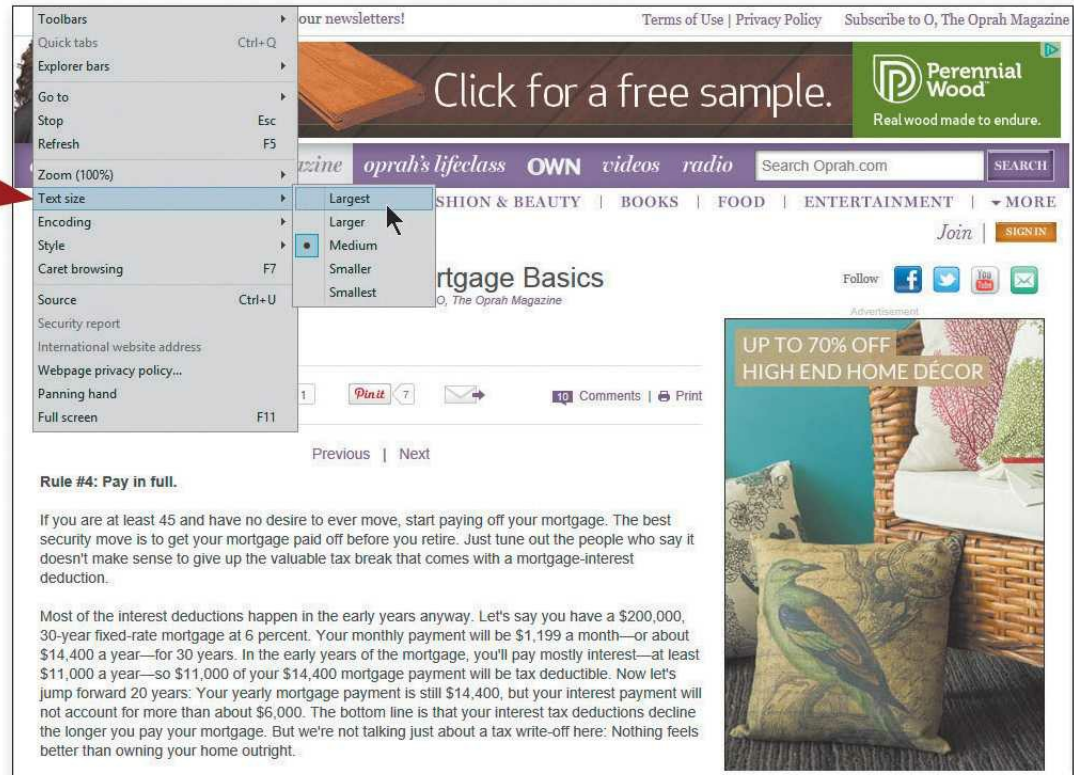 Toolbars
our newsletters!
Terms of Use | Privacy Policy Subscribe to O, The Oprah Magazine
Quick tabs Ctrl+Q
Explorer bars
Go to
Stop Esc
Refresh F5
Zoom (100%)
Text size
Encoding
Style
Caret browsing F7
Source Ctrl+U
Security report
International website address
Webpage privacy policy...
Panning hand
Full screen F11
Largest
Larger
Medium
Smaller
Smallest
Click for a free sample.
Perennial
Wood
Real wood made to endure.
azine oprah's lifeclass OWN videos radio Search Oprah.com SEARCH
SHION & BEAUTY | BOOKS | FOOD | ENTERTAINMENT | MORE
Join | SIGN IN
rtgage Basics
O, The Oprah Magazine
Follow f You Tube
Advertisement
UP TO 70% OFF
HIGH END HOME DÉCOR
1 Pin it 7 10 Comments | Print
Previous | Next
Rule #4: Pay in full.
If you are at least 45 and have no desire to ever move, start paying off your mortgage. The best
security move is to get your mortgage paid off before you retire. Just tune out the people who say it
doesn't make sense to give up the valuable tax break that comes with a mortgage-interest
deduction.
Most of the interest deductions happen in the early years anyway. Let's say you have a $200,000,
30-year fixed-rate mortgage at 6 percent. Your monthly payment will be $1,199 a month—or about
$14,400 a year—for 30 years. In the early years of the mortgage, you'll pay mostly interest—at least
$11,000 a year—so $11,000 of your $14,400 mortgage payment will be tax deductible. Now let's
jump forward 20 years: Your yearly mortgage payment is still $14,400, but your interest payment will
not account for more than about $6,000. The bottom line is that your interest tax deductions decline
the longer you pay your mortgage. But we're not talking just about a tax write-off here: Nothing feels
better than owning your home outright.